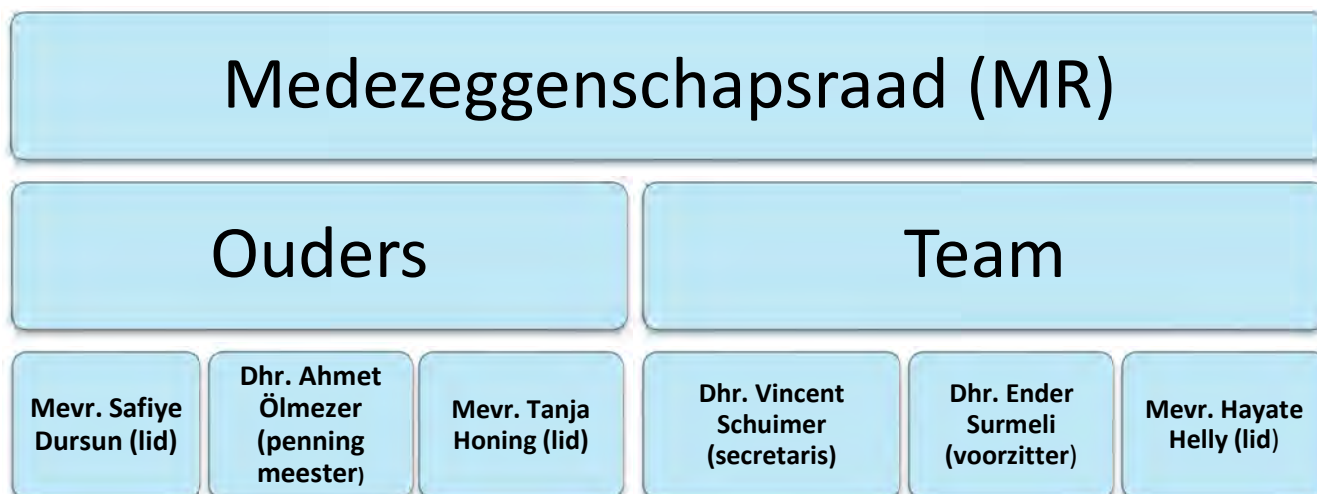 Medezeggenschapsraad (MR)
Ouders
Team
Mevr. Safiye
Dursun (lid)
Dhr. Ahmet
Ölmezer
(penning
meester)
Mevr. Tanja
Honing (lid)
Dhr. Vincent
Schuimer
(secretaris)
Dhr. Ender
Surmeli
(voorzitter)
Mevr. Hayate
Helly (lid)